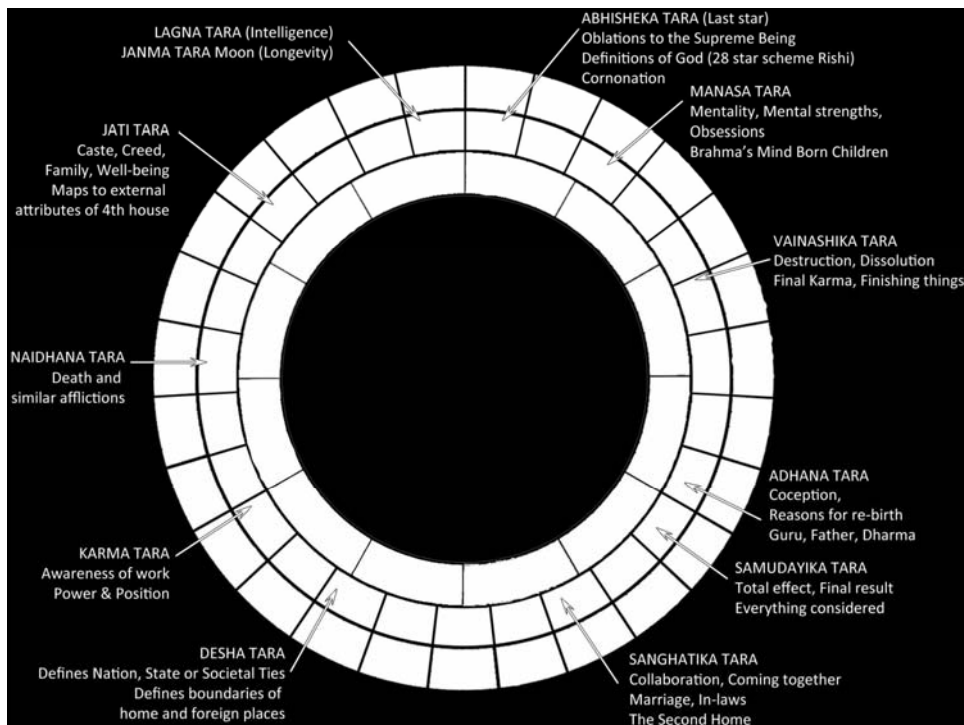 LAGNA TARA (Intelligence)
JANMA TARA Moon (Longevity)
ABHISHEKA TARA (Last star)
Oblations to the Supreme Being
Definitions of God (28 star scheme Rishi)
Cornonation
MANASA TARA
Mentality, Mental strengths,
Obsessions
Brahma's Mind Born Children
JATI TARA
Caste, Creed,
Family, Well-being
Maps to external
attributes of 4th house
VAINASHIKA TARA
Destruction, Dissolution
Final Karma, Finishing things
NAIDHANA TARA
Death and
similar afflictions
ADHANA TARA
Coception,
Reasons for re-birth
Guru, Father, Dharma
KARMA TARA
Awareness of work
Power & Position
SAMUDAYIKA TARA
Total effect, Final result
Everything considered
DESHA TARA
Defines Nation, State or Societal Ties
Defines boundaries of
home and foreign places
SANGHATIKA TARA
Collaboration, Coming together
Marriage, In-laws
The Second Home